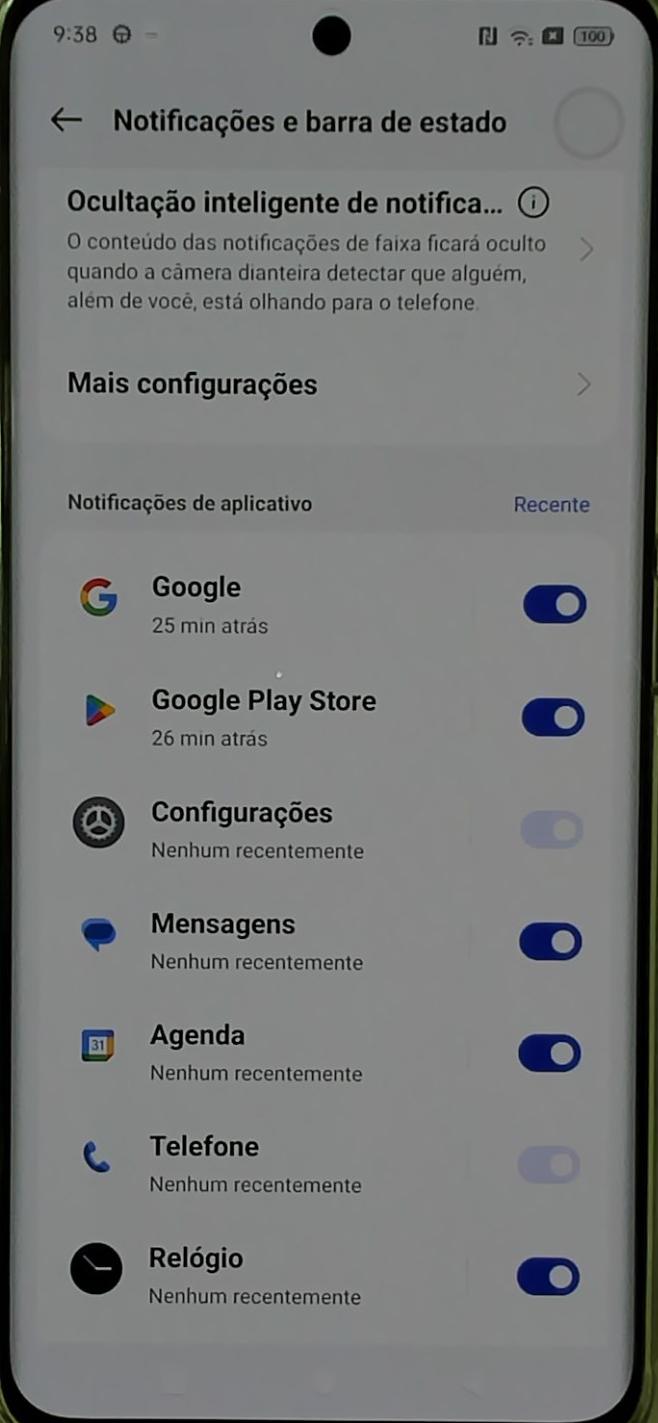 9:38
100
Notificações e barra de estado
Ocultação inteligente de notifica...
O conteúdo das notificações de faixa ficará oculto
quando a câmera dianteira detectar que alguém,
além de você, está olhando para o telefone.
Mais configurações
Notificações de aplicativo
Recente
Google
25 min atrás
Google Play Store
26 min atrás
Configurações
Nenhum recentemente
Mensagens
Nenhum recentemente
31
Agenda
Nenhum recentemente
Telefone
Nenhum recentemente
Relógio
Nenhum recentemente